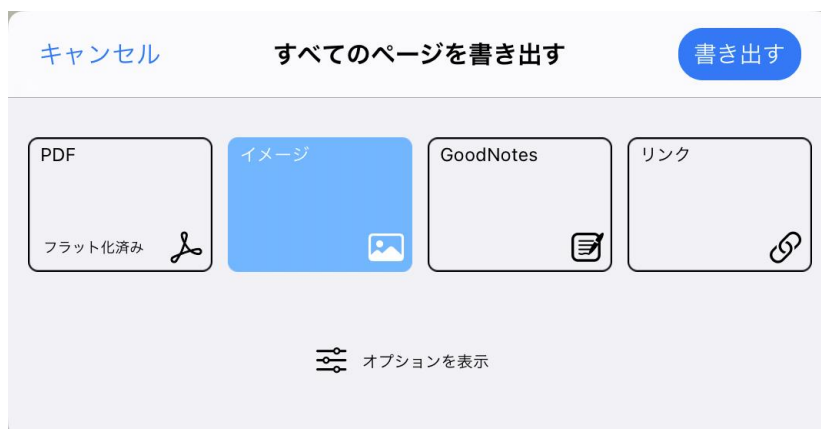 キャンセル
すべてのページを書き出す
書き出す
PDF
フラット化済み
イメージ
GoodNotes
リンク
オプションを表示